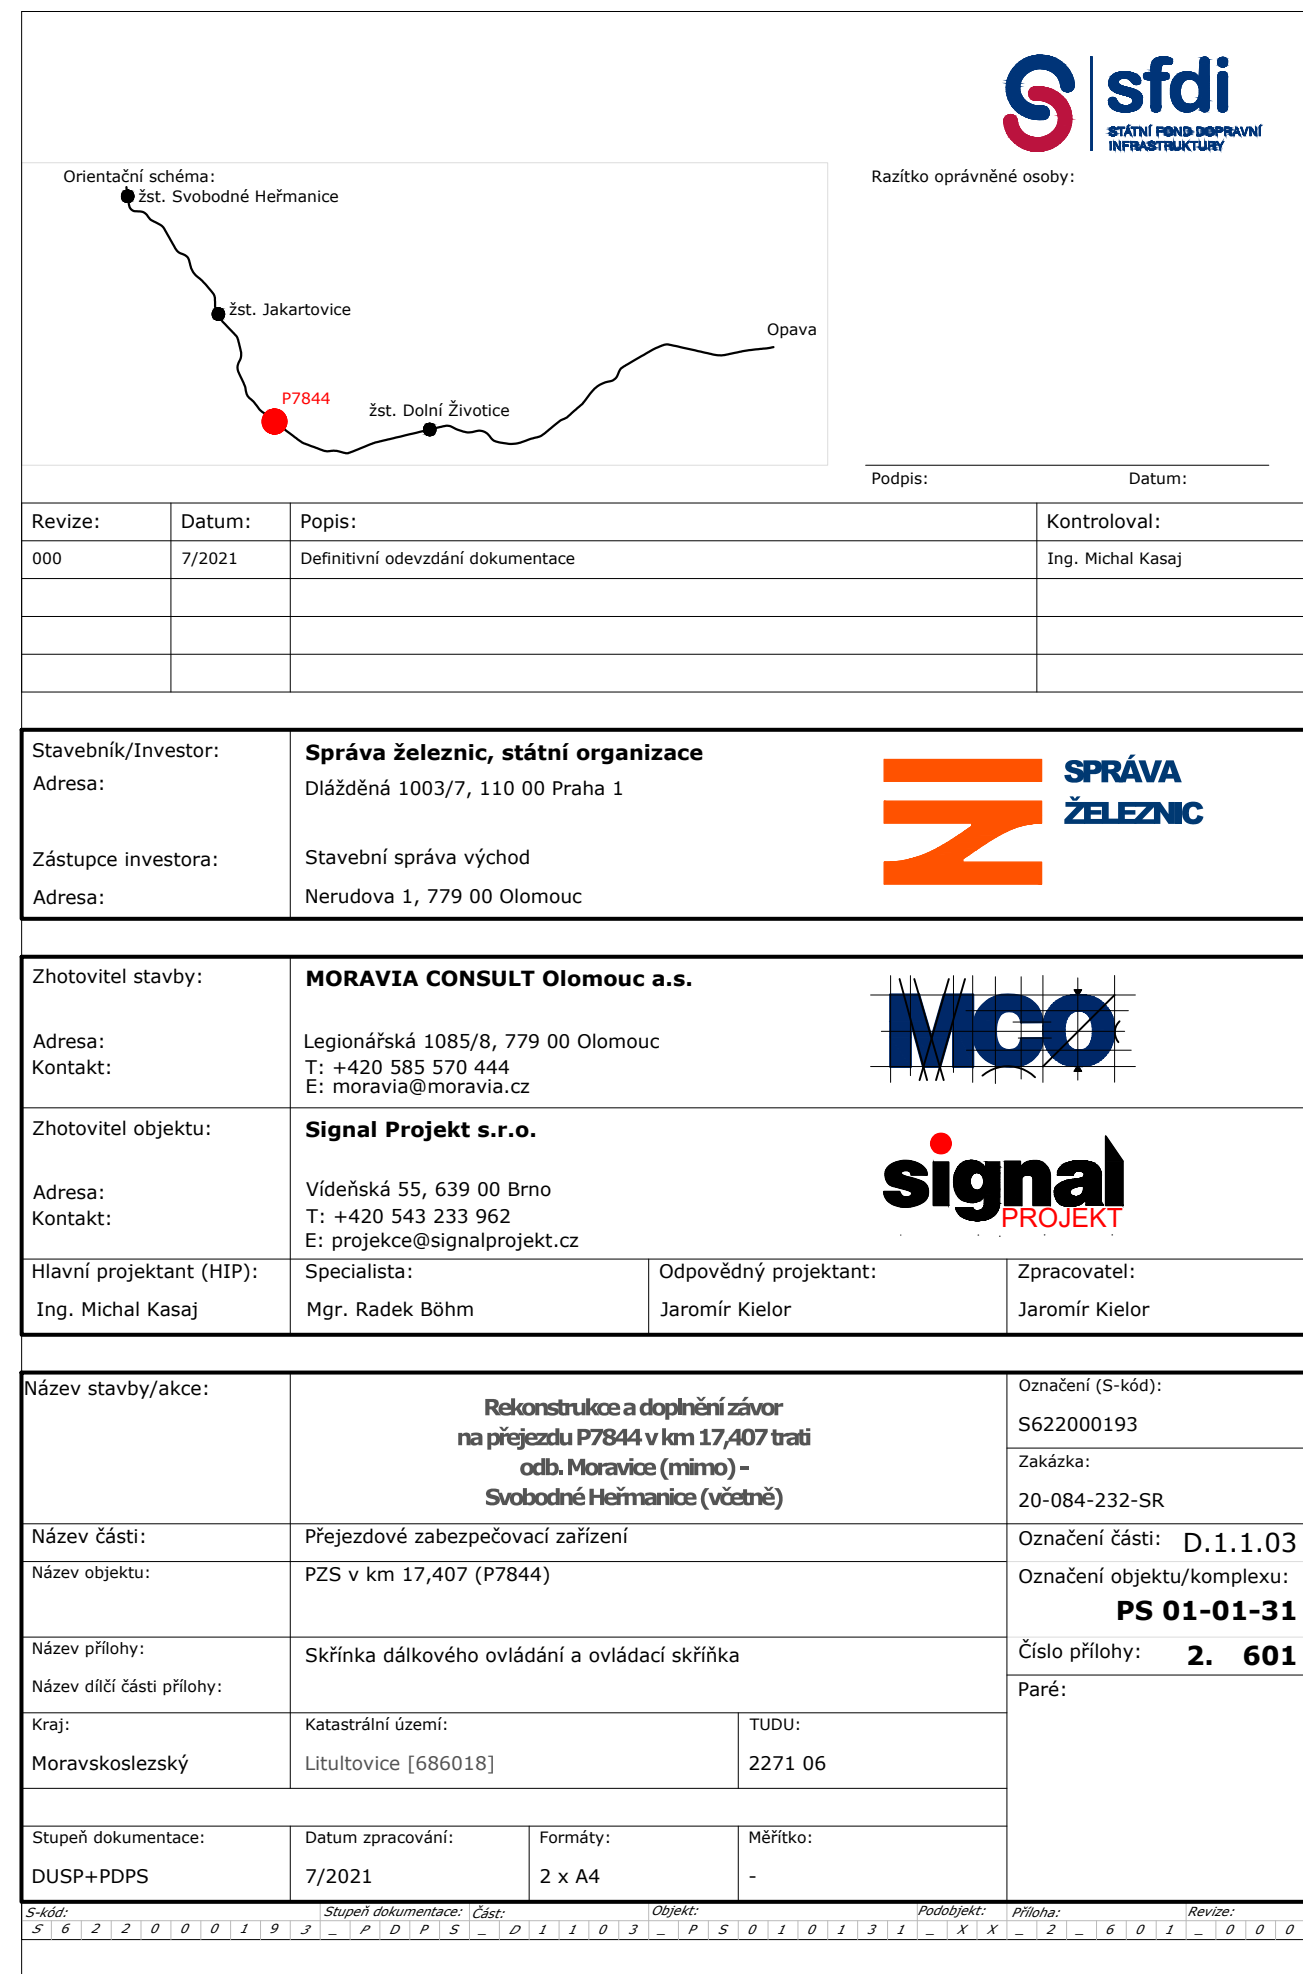 sfdi
STÁTNÍ FOND DOPRAVNÍ
INFRASTRUKTURY
Orientační schéma:
Razítko oprávněné osoby:
žst. Svobodné Heřmanice
žst. Jakartovice
Opava
P7844
žst. Dolní Životice
Podpis: Datum:
Revize: Datum: Popis: Kontroloval:
000 7/2021 Definitivní odevzdání dokumentace Ing. Michal Kasaj
Stavebník/Investor: Správa železnic, státní organizace
Adresa: Dlážděná 1003/7, 110 00 Praha 1
SPRÁVA
ŽELEZNIC
Zástupce investora: Stavební správa východ
Adresa: Nerudova 1, 779 00 Olomouc
Zhotovitel stavby: MORAVIA CONSULT Olomouc a.s.
MCO
Adresa: Legionářská 1085/8, 779 00 Olomouc
Kontakt: T: +420 585 570 444
E: moravia@moravia.cz
Zhotovitel objektu: Signal Projekt s.r.o.
signal
PROJEKT
Adresa: Vídeňská 55, 639 00 Brno
Kontakt: T: +420 543 233 962
E: projekce@signalprojekt.cz
Hlavní projektant (HIP): Specialista: Odpovědný projektant: Zpracovatel:
Ing. Michal Kasaj Mgr. Radek Böhm Jaromír Kielor Jaromír Kielor
Název stavby/akce:
Rekonstrukce a doplnění závor
na přejezdu P7844 v km 17,407 trati
odb. Moravice (mimo) -
Svobodné Heřmanice (včetně)
Označení (S-kód):
S622000193
Zakázka:
20-084-232-SR
Název části: Přejezdové zabezpečovací zařízení Označení části: D.1.1.03
Název objektu: PZS v km 17,407 (P7844) Označení objektu/komplexu:
PS 01-01-31
Název přílohy: Skřínka dálkového ovládání a ovládací skříňka Číslo přílohy: 2. 601
Název dílčí části přílohy: Paré:
Kraj: Katastrální území: TUDU:
Moravskoslezský Litultovice [686018] 2271 06
Stupeň dokumentace: Datum zpracování: Formáty: Měřítko:
DUSP+PDPS 7/2021 2 x A4 -
S-kód: Stupeň dokumentace: Část: Objekt: Podobjekt: Příloha: Revize:
S 6 2 2 0 0 0 1 9 3 _ P D P S _ D 1 1 0 3 _ P S 0 1 0 1 3 1 _ X X _ 2 _ 6 0 1 _ 0 0 0